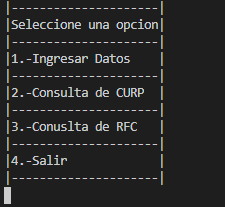 |---------------------|
|Seleccione una opcion|
|---------------------|
|1.-Ingresar Datos    |
|---------------------|
|2.-Consulta de CURP  |
|---------------------|
|3.-Conuslta de RFC   |
|---------------------|
|4.-Salir             |
|---------------------|